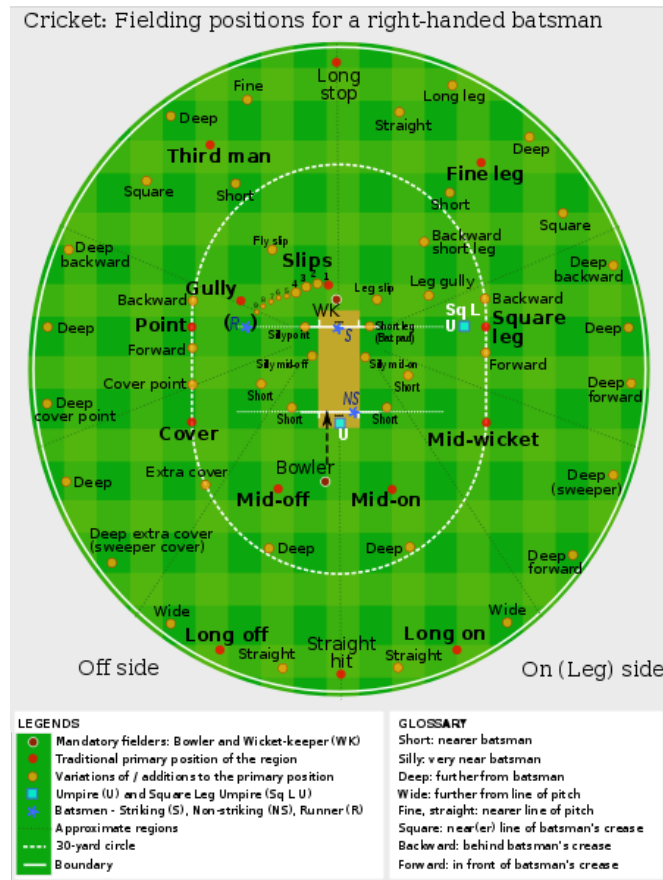 Cricket: Fielding positions for a right-handed batsman
Long
stop
Fine
Long leg
Deep
Straight
Deep
Third man
Fine leg
Square
Short
Short
Square
Fly slip
Backward
short leg
Deep
backward
Slips
Deep
backward
Gully
1
2
3
4
5
6
7
8
9
Leg slip
Leg gully
Backward
WK
Backward
Sq L
U
Square
leg
Deep
Point
(R)
Silly point
S
Short leg
(Bat pad)
Deep
Forward
Silly mid-off
Silly mid-on
Forward
Cover point
Short
Short
Deep
forward
Deep
cover point
Short
NS
Short
Cover
U
Mid-wicket
Extra cover
Bowler
Deep
Deep
(sweeper)
Mid-off
Mid-on
Deep extra cover
(sweeper cover)
Deep
Deep
Deep
forward
Wide
Wide
Long off
Straight
hit
Long on
Straight
Straight
Off side
On (Leg) side
LEGENDS
Mandatory fielders: Bowler and Wicket-keeper (WK)
Traditional primary position of the region
Variations of / additions to the primary position
Umpire (U) and Square Leg Umpire (Sq L U)
Batsmen - Striking (S), Non-striking (NS), Runner (R)
Approximate regions
30-yard circle
Boundary
GLOSSARY
Short: nearer batsman
Silly: very near batsman
Deep: further from batsman
Wide: further from line of pitch
Fine, straight: nearer line of pitch
Square: near(er) line of batsman's crease
Backward: behind batsman's crease
Forward: in front of batsman's crease